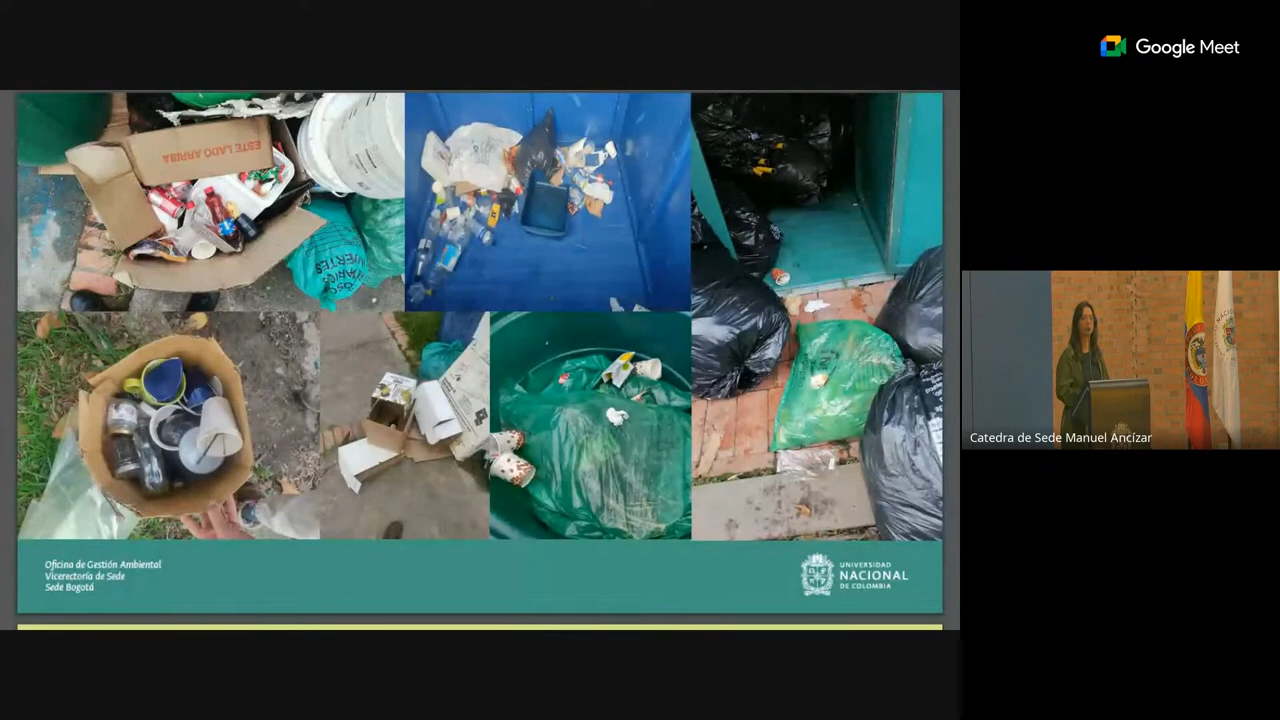 Google Meet
ESTE LADO ARRIBA
Oficina de Gestión Ambiental
Vicerectoría de Sede
Sede Bogotá
UNIVERSIDAD
NACIONAL
DE COLOMBIA
Catedra de Sede Manuel Ancízar